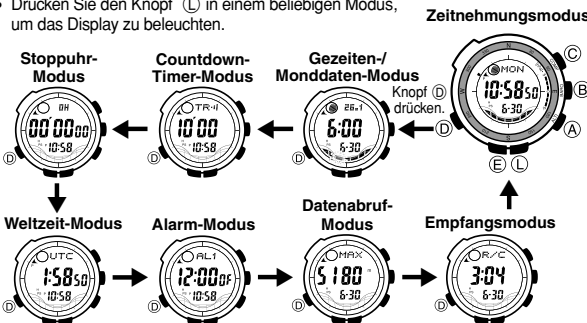 • Drücken Sie den Knopf Ⓛ in einem beliebigen Modus,
um das Display zu beleuchten.
Zeitnehmungsmodus
Stoppuhr-
Modus
Countdown-
Timer-Modus
Gezeiten-/
Monddaten-Modus
Knopf Ⓓ
drücken.
0H
00'00 00
10:58
Ⓓ
TR-1
10'00
10:58
Ⓓ
26.1
6:00
6-30
MON
10:58 50
6-30
Ⓒ
Ⓑ
Ⓐ
Ⓓ
Ⓔ Ⓛ
Weltzeit-Modus
Alarm-Modus
Datenabruf-
Modus
Empfangsmodus
UTC
1:58 50
10:58
Ⓓ
AL1
12:00 OF
10:58
Ⓓ
MAX
5180 m
6-30
Ⓓ
R/C
3:04
6-30
Ⓓ